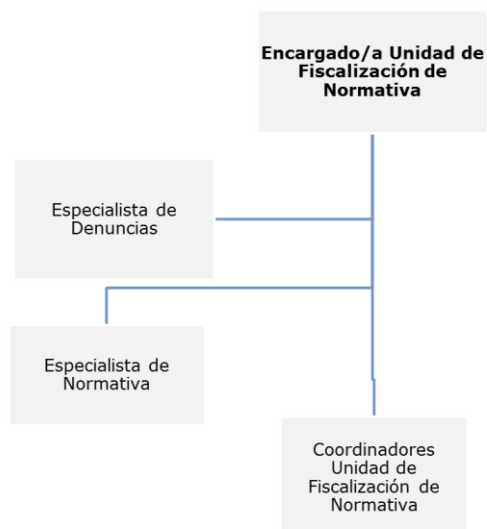 Encargado/a Unidad de
Fiscalización de
Normativa
Especialista de
Denuncias
Especialista de
Normativa
Coordinadores
Unidad de
Fiscalización de
Normativa